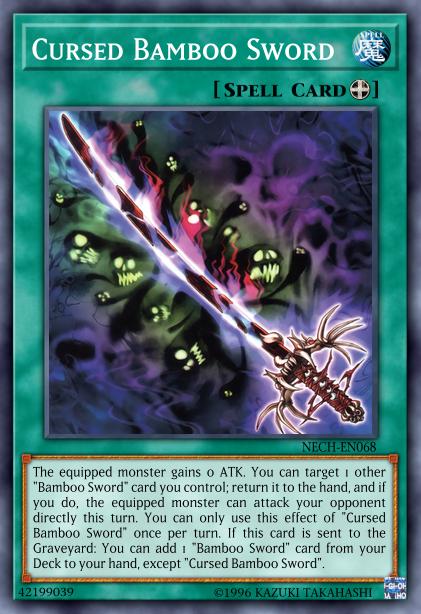 CURSED BAMBOO SWORD
SPELL
魔
[SPELL CARD]
NECH-EN068
The equipped monster gains 0 ATK. You can target 1 other
"Bamboo Sword" card you control; return it to the hand, and if
you do, the equipped monster can attack your opponent
directly this turn. You can only use this effect of "Cursed
Bamboo Sword" once per turn. If this card is sent to the
Graveyard: You can add 1 "Bamboo Sword" card from your
Deck to your hand, except "Cursed Bamboo Sword".
42199039
©1996 KAZUKI TAKAHASHI